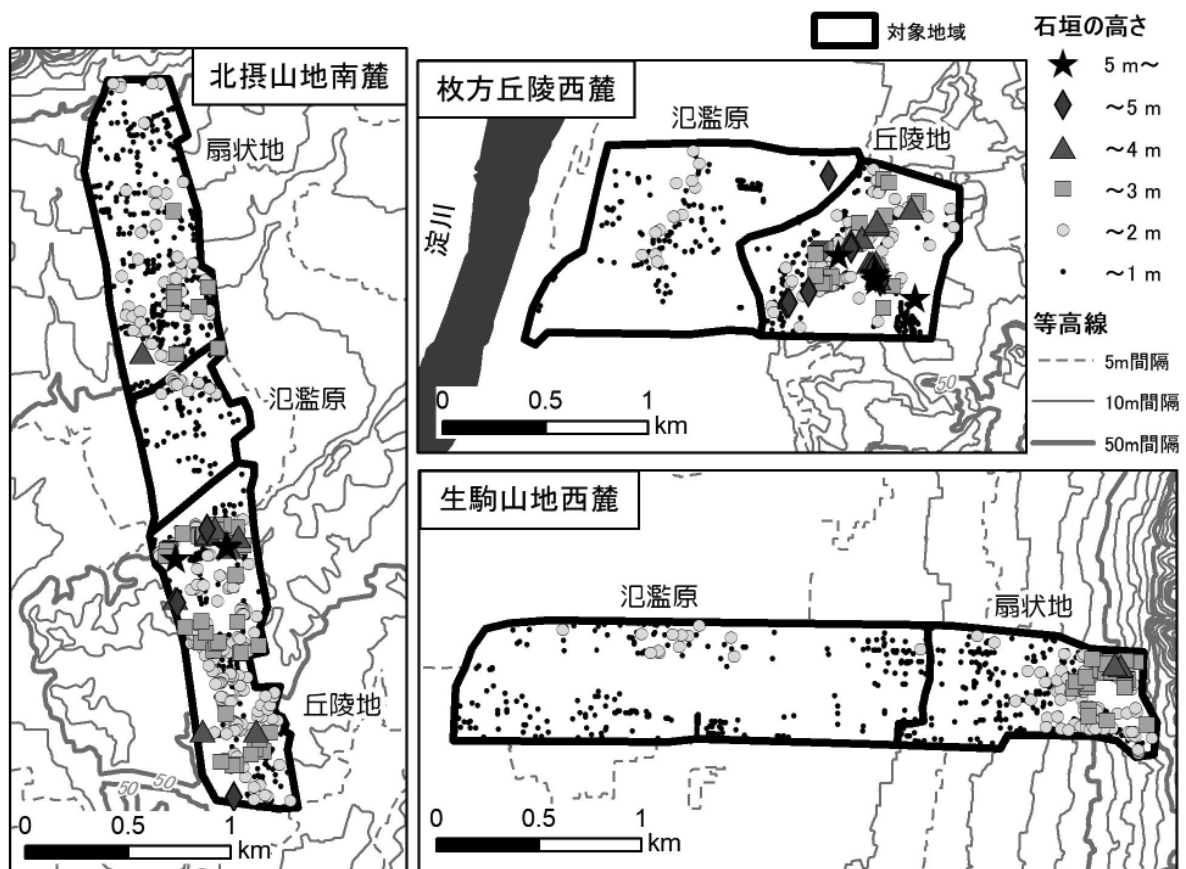 北摂山地南麓
扇状地
氾濫原
丘陵地
50
50
0 0.5 1
km
枚方丘陵西麓
氾濫原
丘陵地
淀川
50
0 0.5 1
km
生駒山地西麓
氾濫原
扇状地
0 0.5 1
km
対象地域
石垣の高さ
5 m～
～5 m
～4 m
～3 m
～2 m
～1 m
等高線
5m間隔
10m間隔
50m間隔